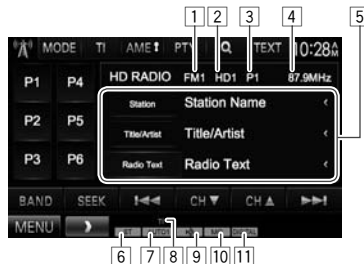 1 2 3 4
5
MODE TI AME PTY TEXT 10:28
P1 P4 HD RADIO FM1 HD1 P1 87.9MHz
Station Station Name
P2 P5 Title/Artist Title/Artist
P3 P6 Radio Text Radio Text
BAND SEEK CH▼ CH▲
MENU
6 7 8 9 10 11